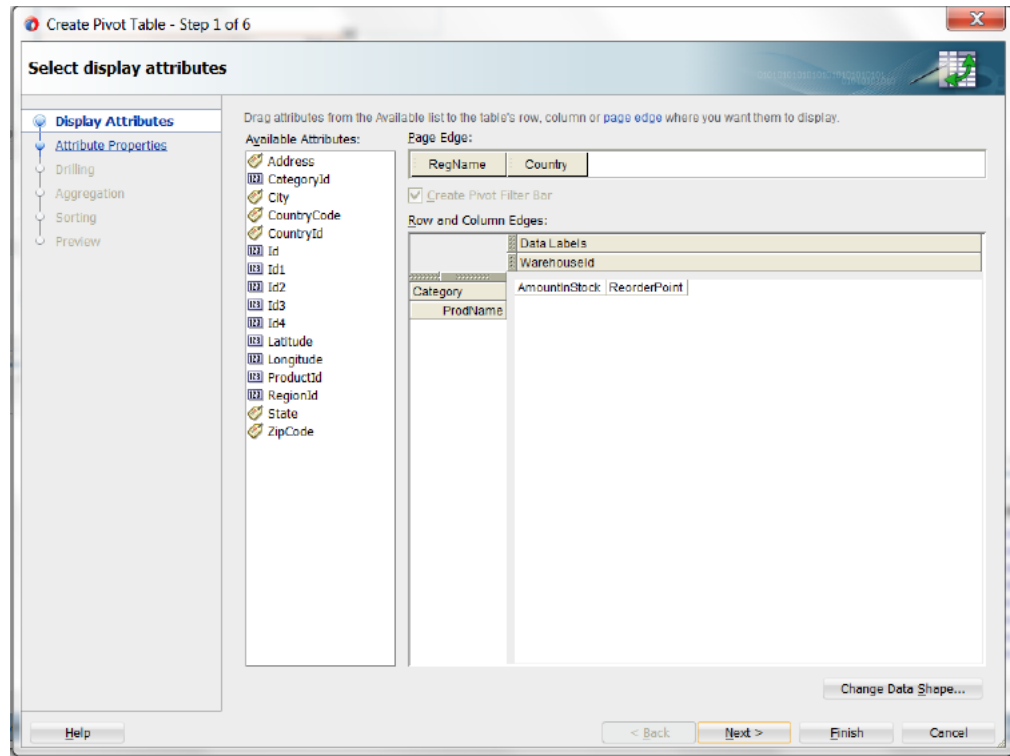 Create Pivot Table - Step 1 of 6
Select display attributes
Display Attributes
Attribute Properties
Drilling
Aggregation
Sorting
Preview
Drag attributes from the Available list to the table's row, column or page edge where you want them to display.
Available Attributes:
Address
CategoryId
City
CountryCode
CountryId
Id
Id1
Id2
Id3
Id4
Latitude
Longitude
ProductId
RegionId
State
ZipCode
Page Edge:
RegName Country
Create Pivot Filter Bar
Row and Column Edges:
Data Labels
WarehouseId
Category
ProdName
AmountInStock ReorderPoint
Change Data Shape...
Help
< Back Next > Finish Cancel